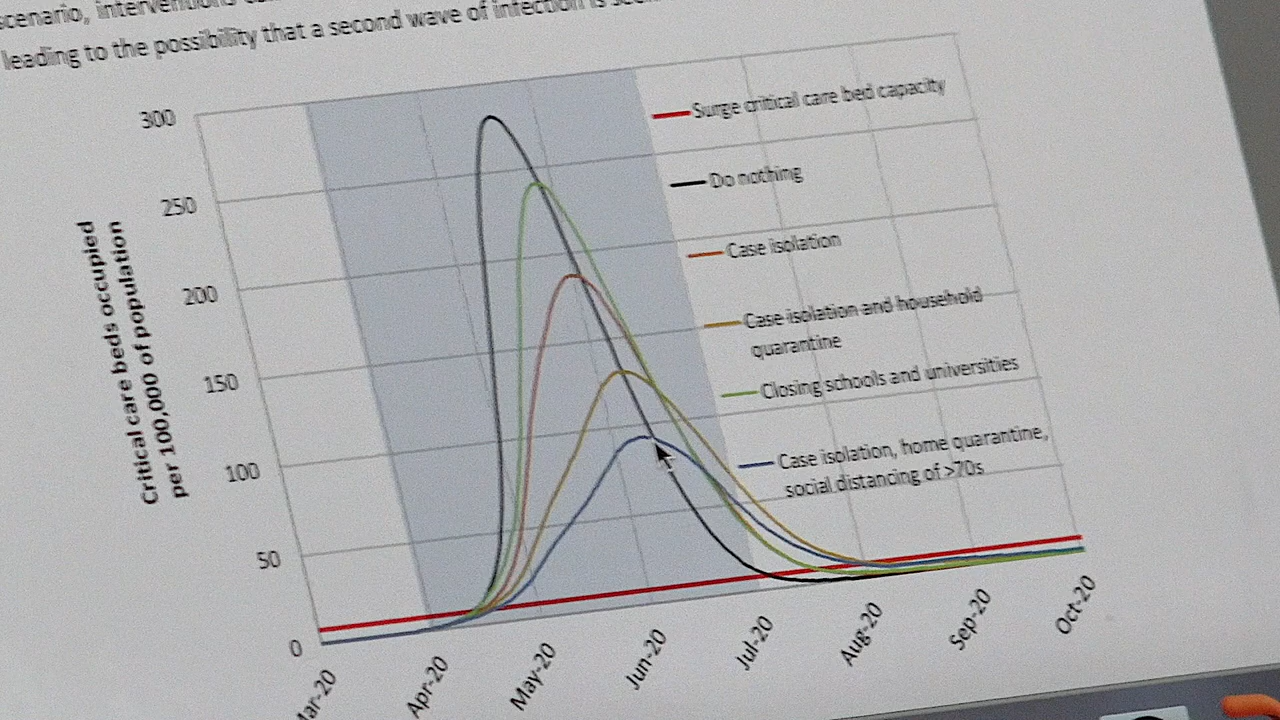 scenario, interventions
leading to the possibility that a second wave of infection is
300
250
200
150
100
50
0
Critical care beds occupied
per 100,000 of population
Surge critical care bed capacity
Do nothing
Case isolation
Case isolation and household
quarantine
Closing schools and universities
Case isolation, home quarantine,
social distancing of >70s
Mar-20
Apr-20
May-20
Jun-20
Jul-20
Aug-20
Sep-20
Oct-20